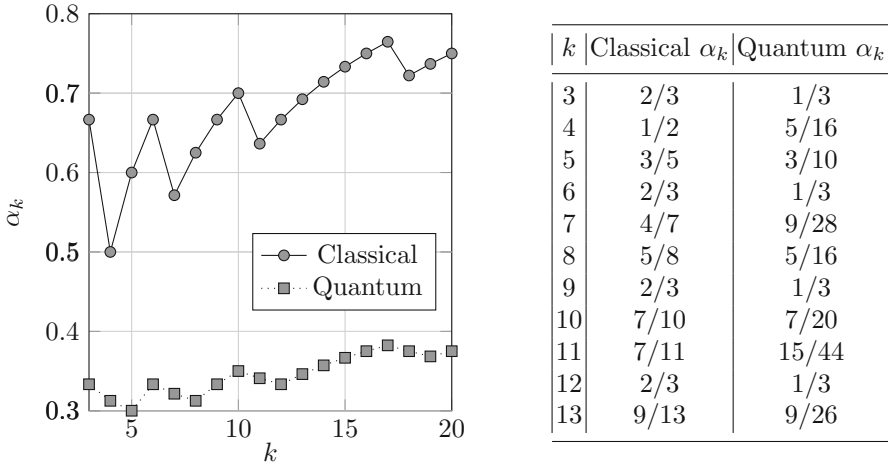 0.8
0.7
0.6
0.5
0.4
0.3
α_k
5 10 15 20
k
Classical
Quantum
k Classical α_k Quantum α_k
3 2/3 1/3
4 1/2 5/16
5 3/5 3/10
6 2/3 1/3
7 4/7 9/28
8 5/8 5/16
9 2/3 1/3
10 7/10 7/20
11 7/11 15/44
12 2/3 1/3
13 9/13 9/26